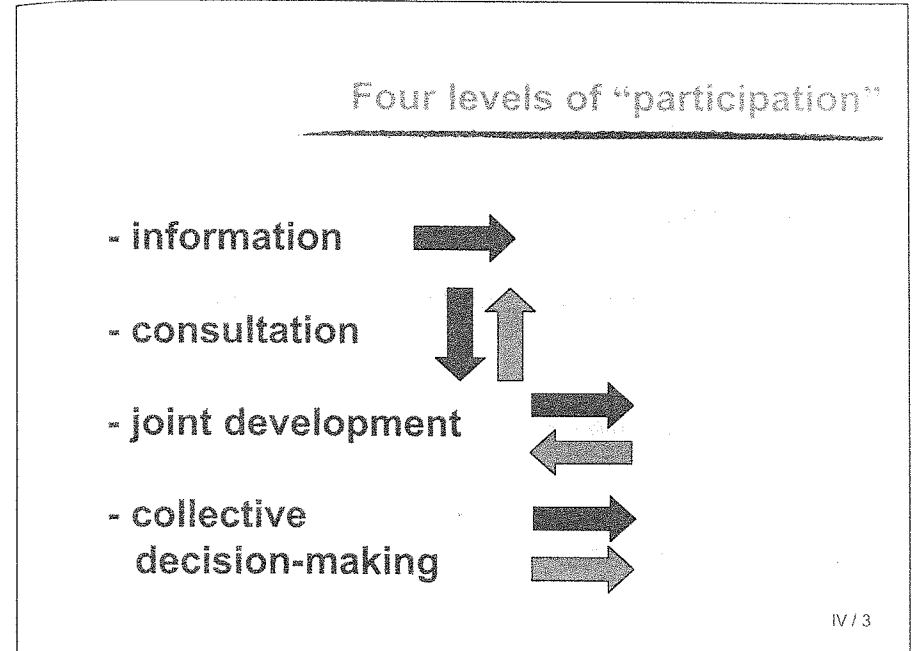 Four levels of “participation”
- information
- consultation
- joint development
- collective
decision-making
IV / 3